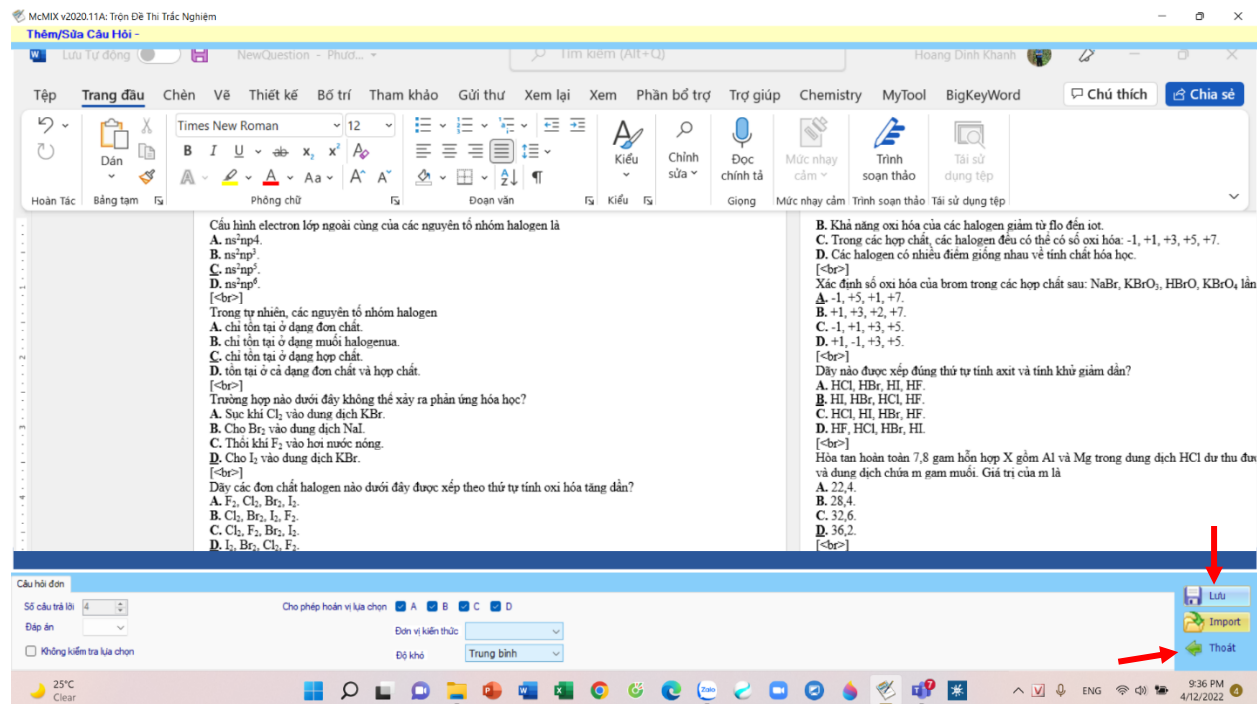 McMIX v2020.11A: Trộn Đề Thi Trắc Nghiệm
Thêm/Sửa Câu Hỏi -
Lưu Tự động NewQuestion - Phươ... Tìm kiếm (Alt+Q) Hoang Dinh Khanh
Tệp Trang đầu Chèn Vẽ Thiết kế Bố trí Tham khảo Gửi thư Xem lại Xem Phần bổ trợ Trợ giúp Chemistry MyTool BigKeyWord Chú thích Chia sẻ
Times New Roman 12
Dán Kiểu Chỉnh sửa Đọc chính tả Mức nhạy cảm Trình soạn thảo Tái sử dụng tệp
Hoàn Tác Bảng tạm Phông chữ Đoạn văn Kiểu Giọng Mức nhạy cảm Trình soạn thảo Tái sử dụng tệp
Cấu hình electron lớp ngoài cùng của các nguyên tố nhóm halogen là
A. ns²np4.
B. ns²np³.
C. ns²np⁵.
D. ns²np⁶.
[<br>]
Trong tự nhiên, các nguyên tố nhóm halogen
A. chỉ tồn tại ở dạng đơn chất.
B. chỉ tồn tại ở dạng muối halogenua.
C. chỉ tồn tại ở dạng hợp chất.
D. tồn tại ở cả dạng đơn chất và hợp chất.
[<br>]
Trường hợp nào dưới đây không thể xảy ra phản ứng hóa học?
A. Sục khí Cl₂ vào dung dịch KBr.
B. Cho Br₂ vào dung dịch NaI.
C. Thổi khí F₂ vào hơi nước nóng.
D. Cho I₂ vào dung dịch KBr.
[<br>]
Dãy các đơn chất halogen nào dưới đây được xếp theo thứ tự tính oxi hóa tăng dần?
A. F₂, Cl₂, Br₂, I₂.
B. Cl₂, Br₂, I₂, F₂.
C. Cl₂, F₂, Br₂, I₂.
D. I₂, Br₂, Cl₂, F₂.
B. Khả năng oxi hóa của các halogen giảm từ flo đến iot.
C. Trong các hợp chất, các halogen đều có thể có số oxi hóa: -1, +1, +3, +5, +7.
D. Các halogen có nhiều điểm giống nhau về tính chất hóa học.
[<br>]
Xác định số oxi hóa của brom trong các hợp chất sau: NaBr, KBrO₃, HBrO, KBrO₄ lần
A. -1, +5, +1, +7.
B. +1, +3, +2, +7.
C. -1, +1, +3, +5.
D. +1, -1, +3, +5.
[<br>]
Dãy nào được xếp đúng thứ tự tính axit và tính khử giảm dần?
A. HCl, HBr, HI, HF.
B. HI, HBr, HCl, HF.
C. HCl, HI, HBr, HF.
D. HF, HCl, HBr, HI.
[<br>]
Hòa tan hoàn toàn 7,8 gam hỗn hợp X gồm Al và Mg trong dung dịch HCl dư thu đượ
và dung dịch chứa m gam muối. Giá trị của m là
A. 22,4.
B. 28,4.
C. 32,6.
D. 36,2.
[<br>]
Câu hỏi đơn
Số câu trả lời 4
Cho phép hoán vị lựa chọn A B C D
Đáp án
Đơn vị kiến thức
Không kiểm tra lựa chọn
Độ khó Trung bình
Lưu
Import
Thoát
25°C
Clear
Zalo
ENG
9:36 PM
4/12/2022